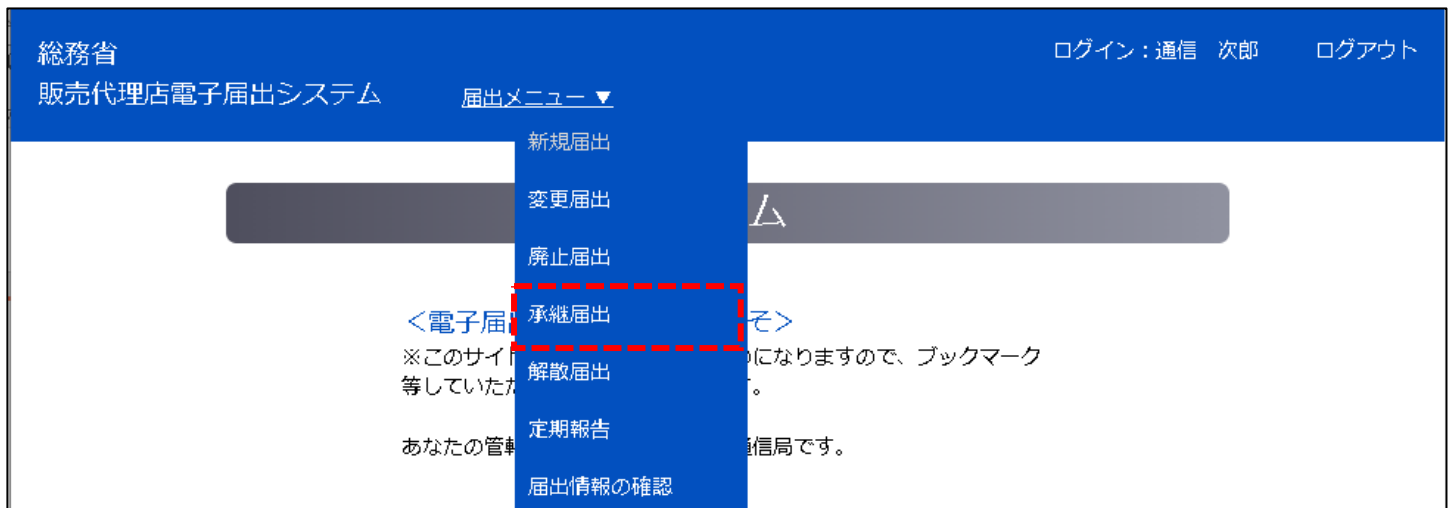 総務省
ログイン：通信　次郎
ログアウト
販売代理店電子届出システム
届出メニュー ▼
新規届出
変更届出
ム
廃止届出
承継届出
＜電子届
そ＞
※このサイト
になりますので、ブックマーク
解散届出
等していただ
。
定期報告
あなたの管轄
通信局です。
届出情報の確認